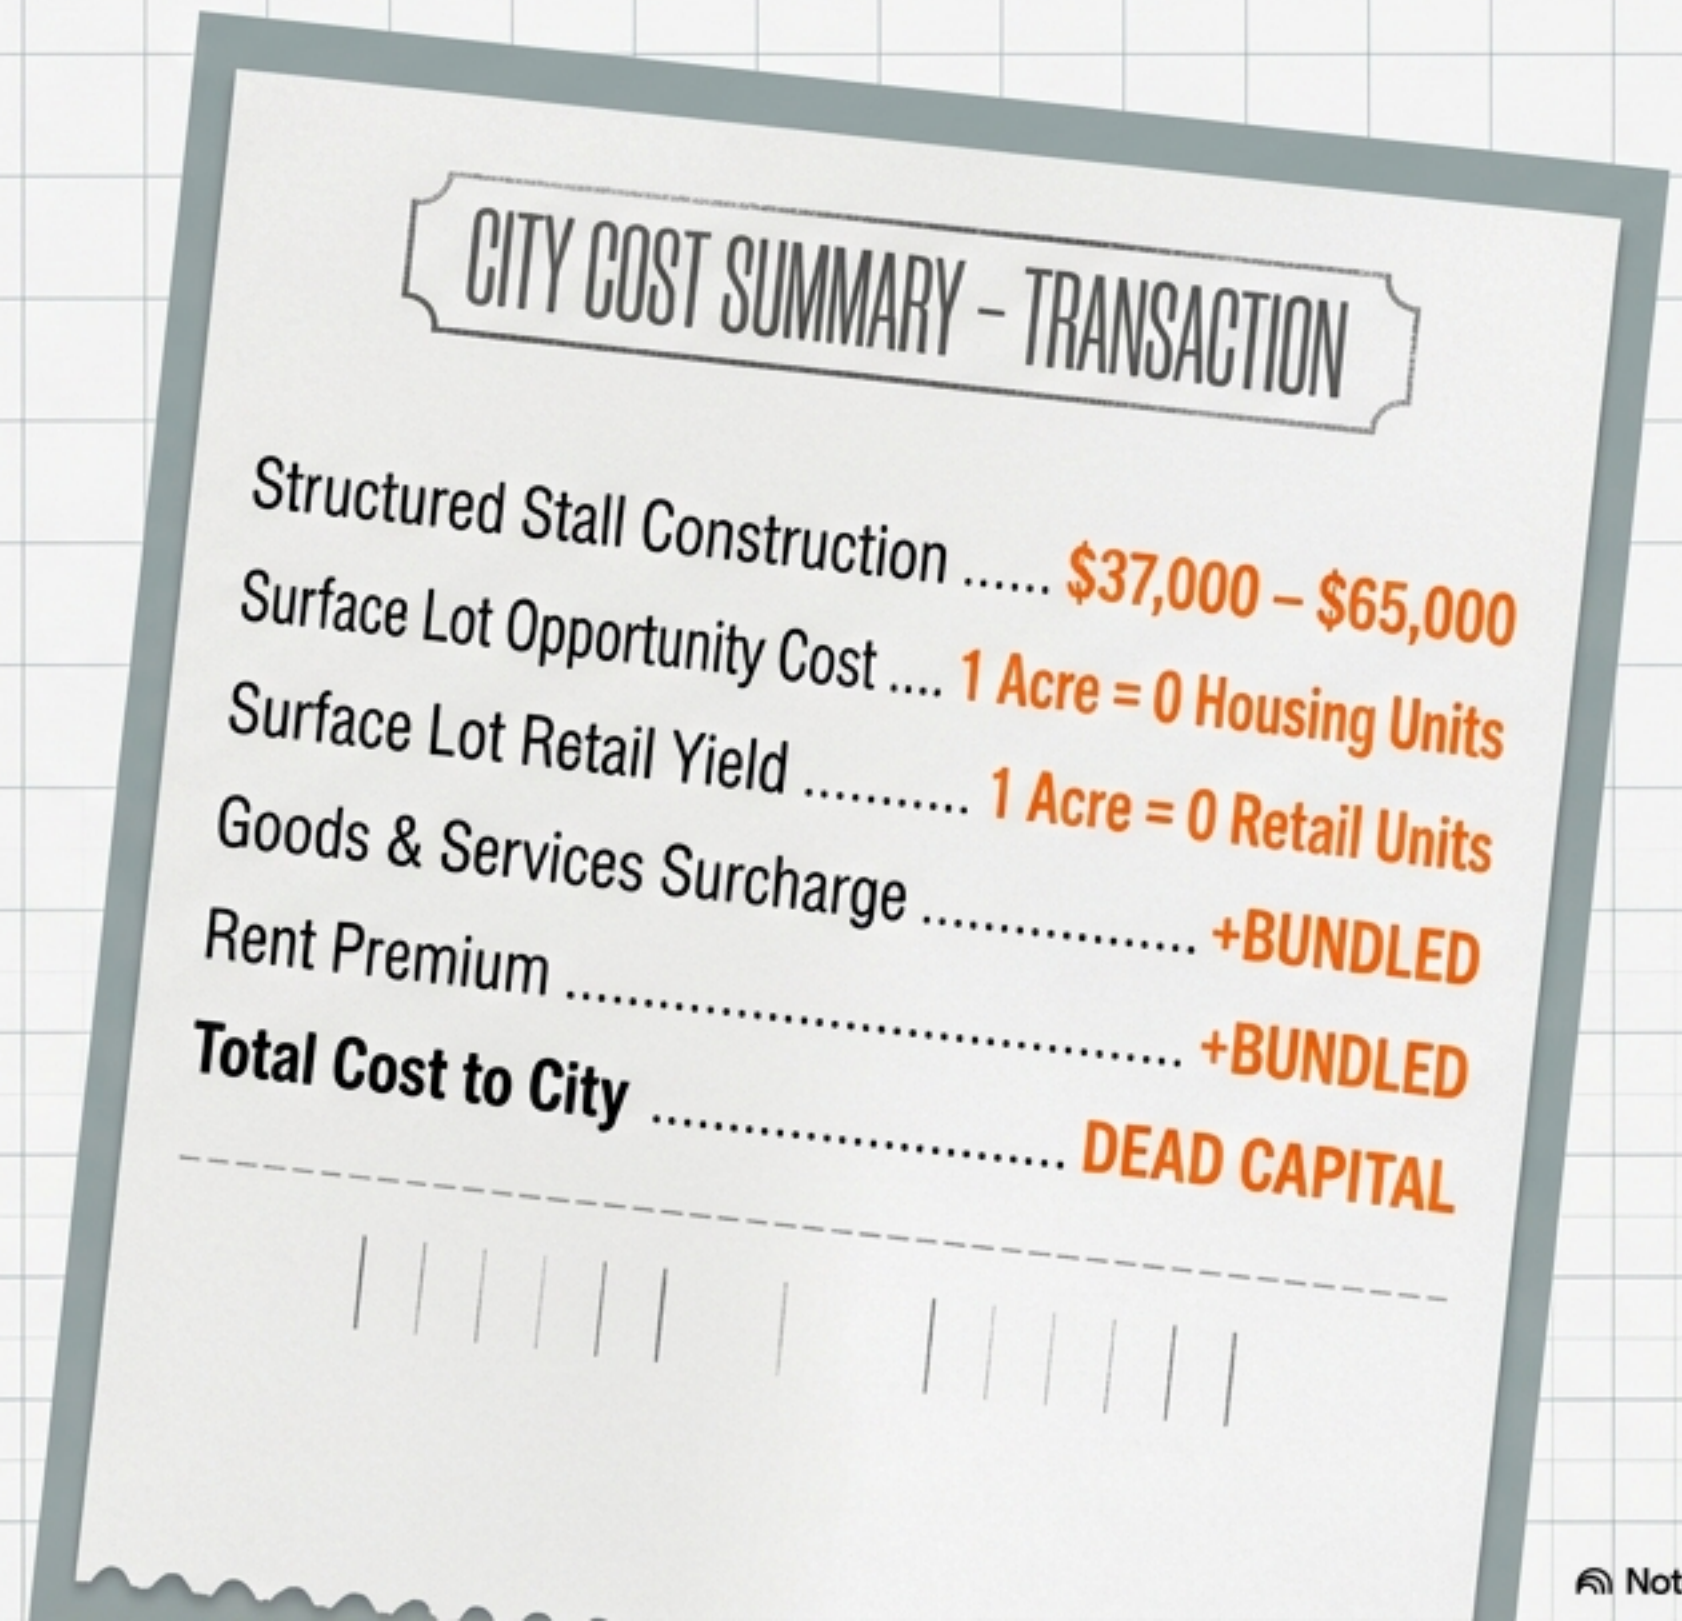 CITY COST SUMMARY – TRANSACTION
Structured Stall Construction ...... $37,000 – $65,000
Surface Lot Opportunity Cost .... 1 Acre = 0 Housing Units
Surface Lot Retail Yield ........... 1 Acre = 0 Retail Units
Goods & Services Surcharge .................. +BUNDLED
Rent Premium ......................................... +BUNDLED
Total Cost to City ........................... DEAD CAPITAL
Not